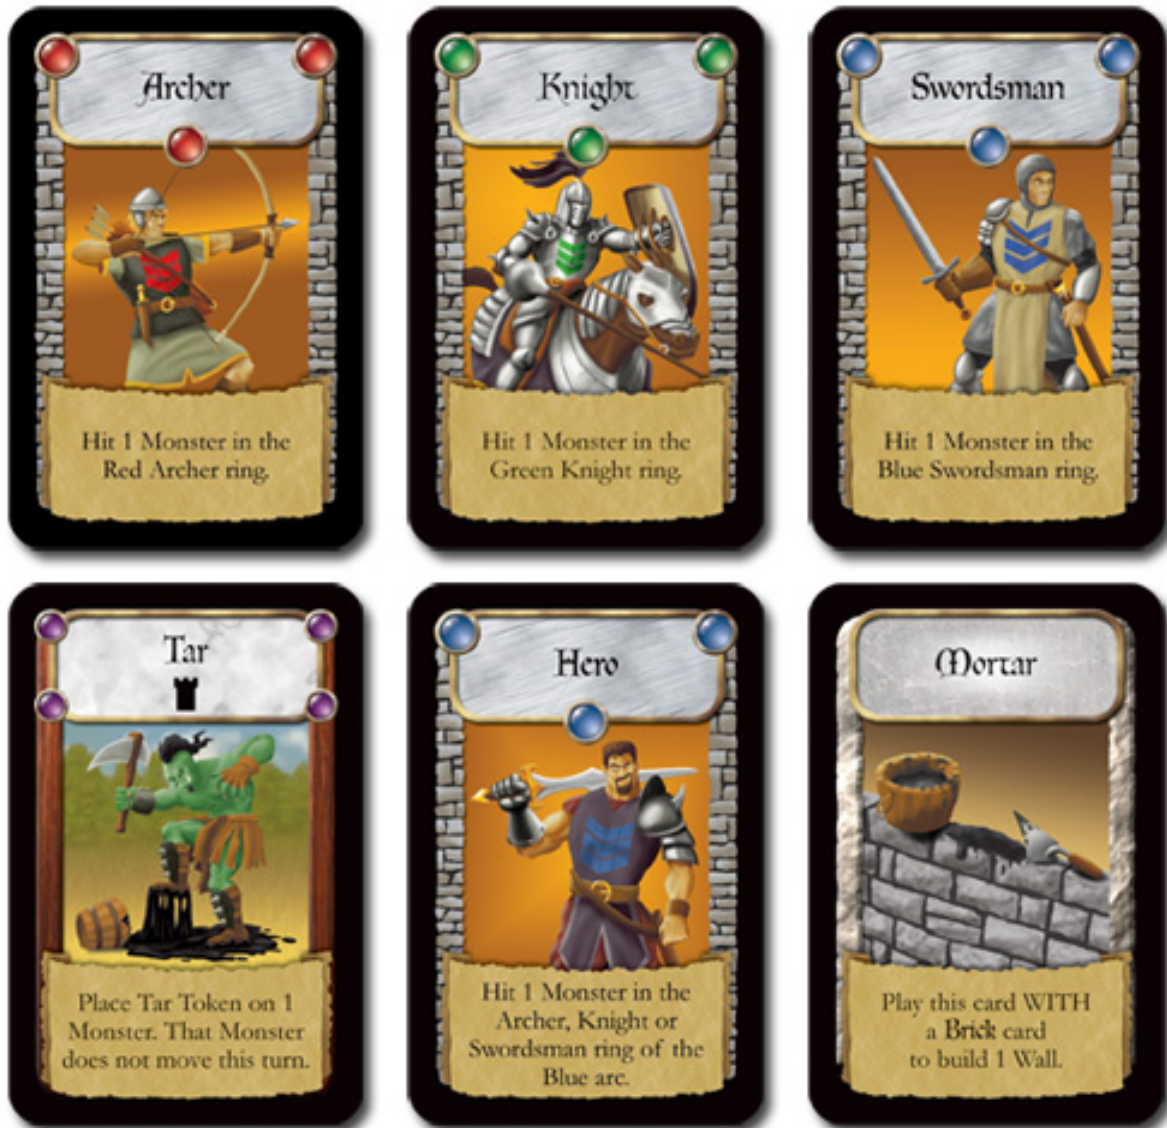 Archer
Hit 1 Monster in the
Red Archer ring.
Knight
Hit 1 Monster in the
Green Knight ring.
Swordsman
Hit 1 Monster in the
Blue Swordsman ring.
Tar
Place Tar Token on 1
Monster. That Monster
does not move this turn.
Hero
Hit 1 Monster in the
Archer, Knight or
Swordsman ring of the
Blue arc.
Mortar
Play this card WITH
a Brick card
to build 1 Wall.